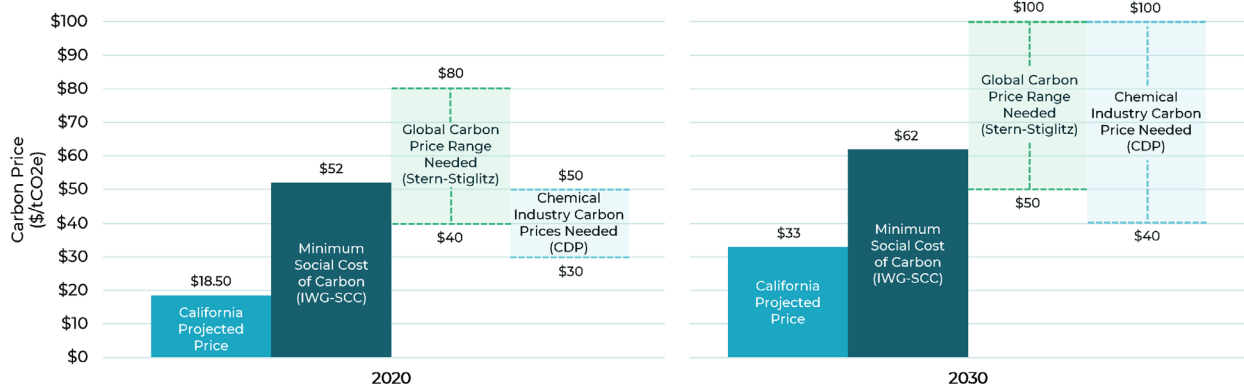 Carbon Price
($/tCO2e)
$100
$90
$80
$70
$60
$50
$40
$30
$20
$10
$0
$18.50
California
Projected
Price
$52
Minimum
Social Cost
of Carbon
(IWG-SCC)
$80
Global Carbon
Price Range
Needed
(Stern-Stiglitz)
$40
$50
Chemical
Industry Carbon
Prices Needed
(CDP)
$30
2020
$33
California
Projected
Price
$62
Minimum
Social Cost
of Carbon
(IWG-SCC)
$100
Global Carbon
Price Range
Needed
(Stern-Stiglitz)
$50
$100
Chemical
Industry Carbon
Price Needed
(CDP)
$40
2030